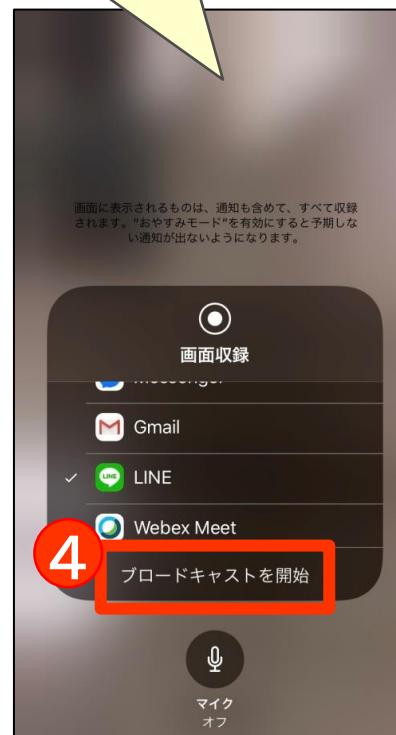 画面に表示されるものは、通知も含めて、すべて収録
されます。"おやすみモード"を有効にすると予期しな
い通知が出ないようになります。
画面収録
Messenger
Gmail
LINE
LINE
Webex Meet
4
ブロードキャストを開始
マイク
オフ